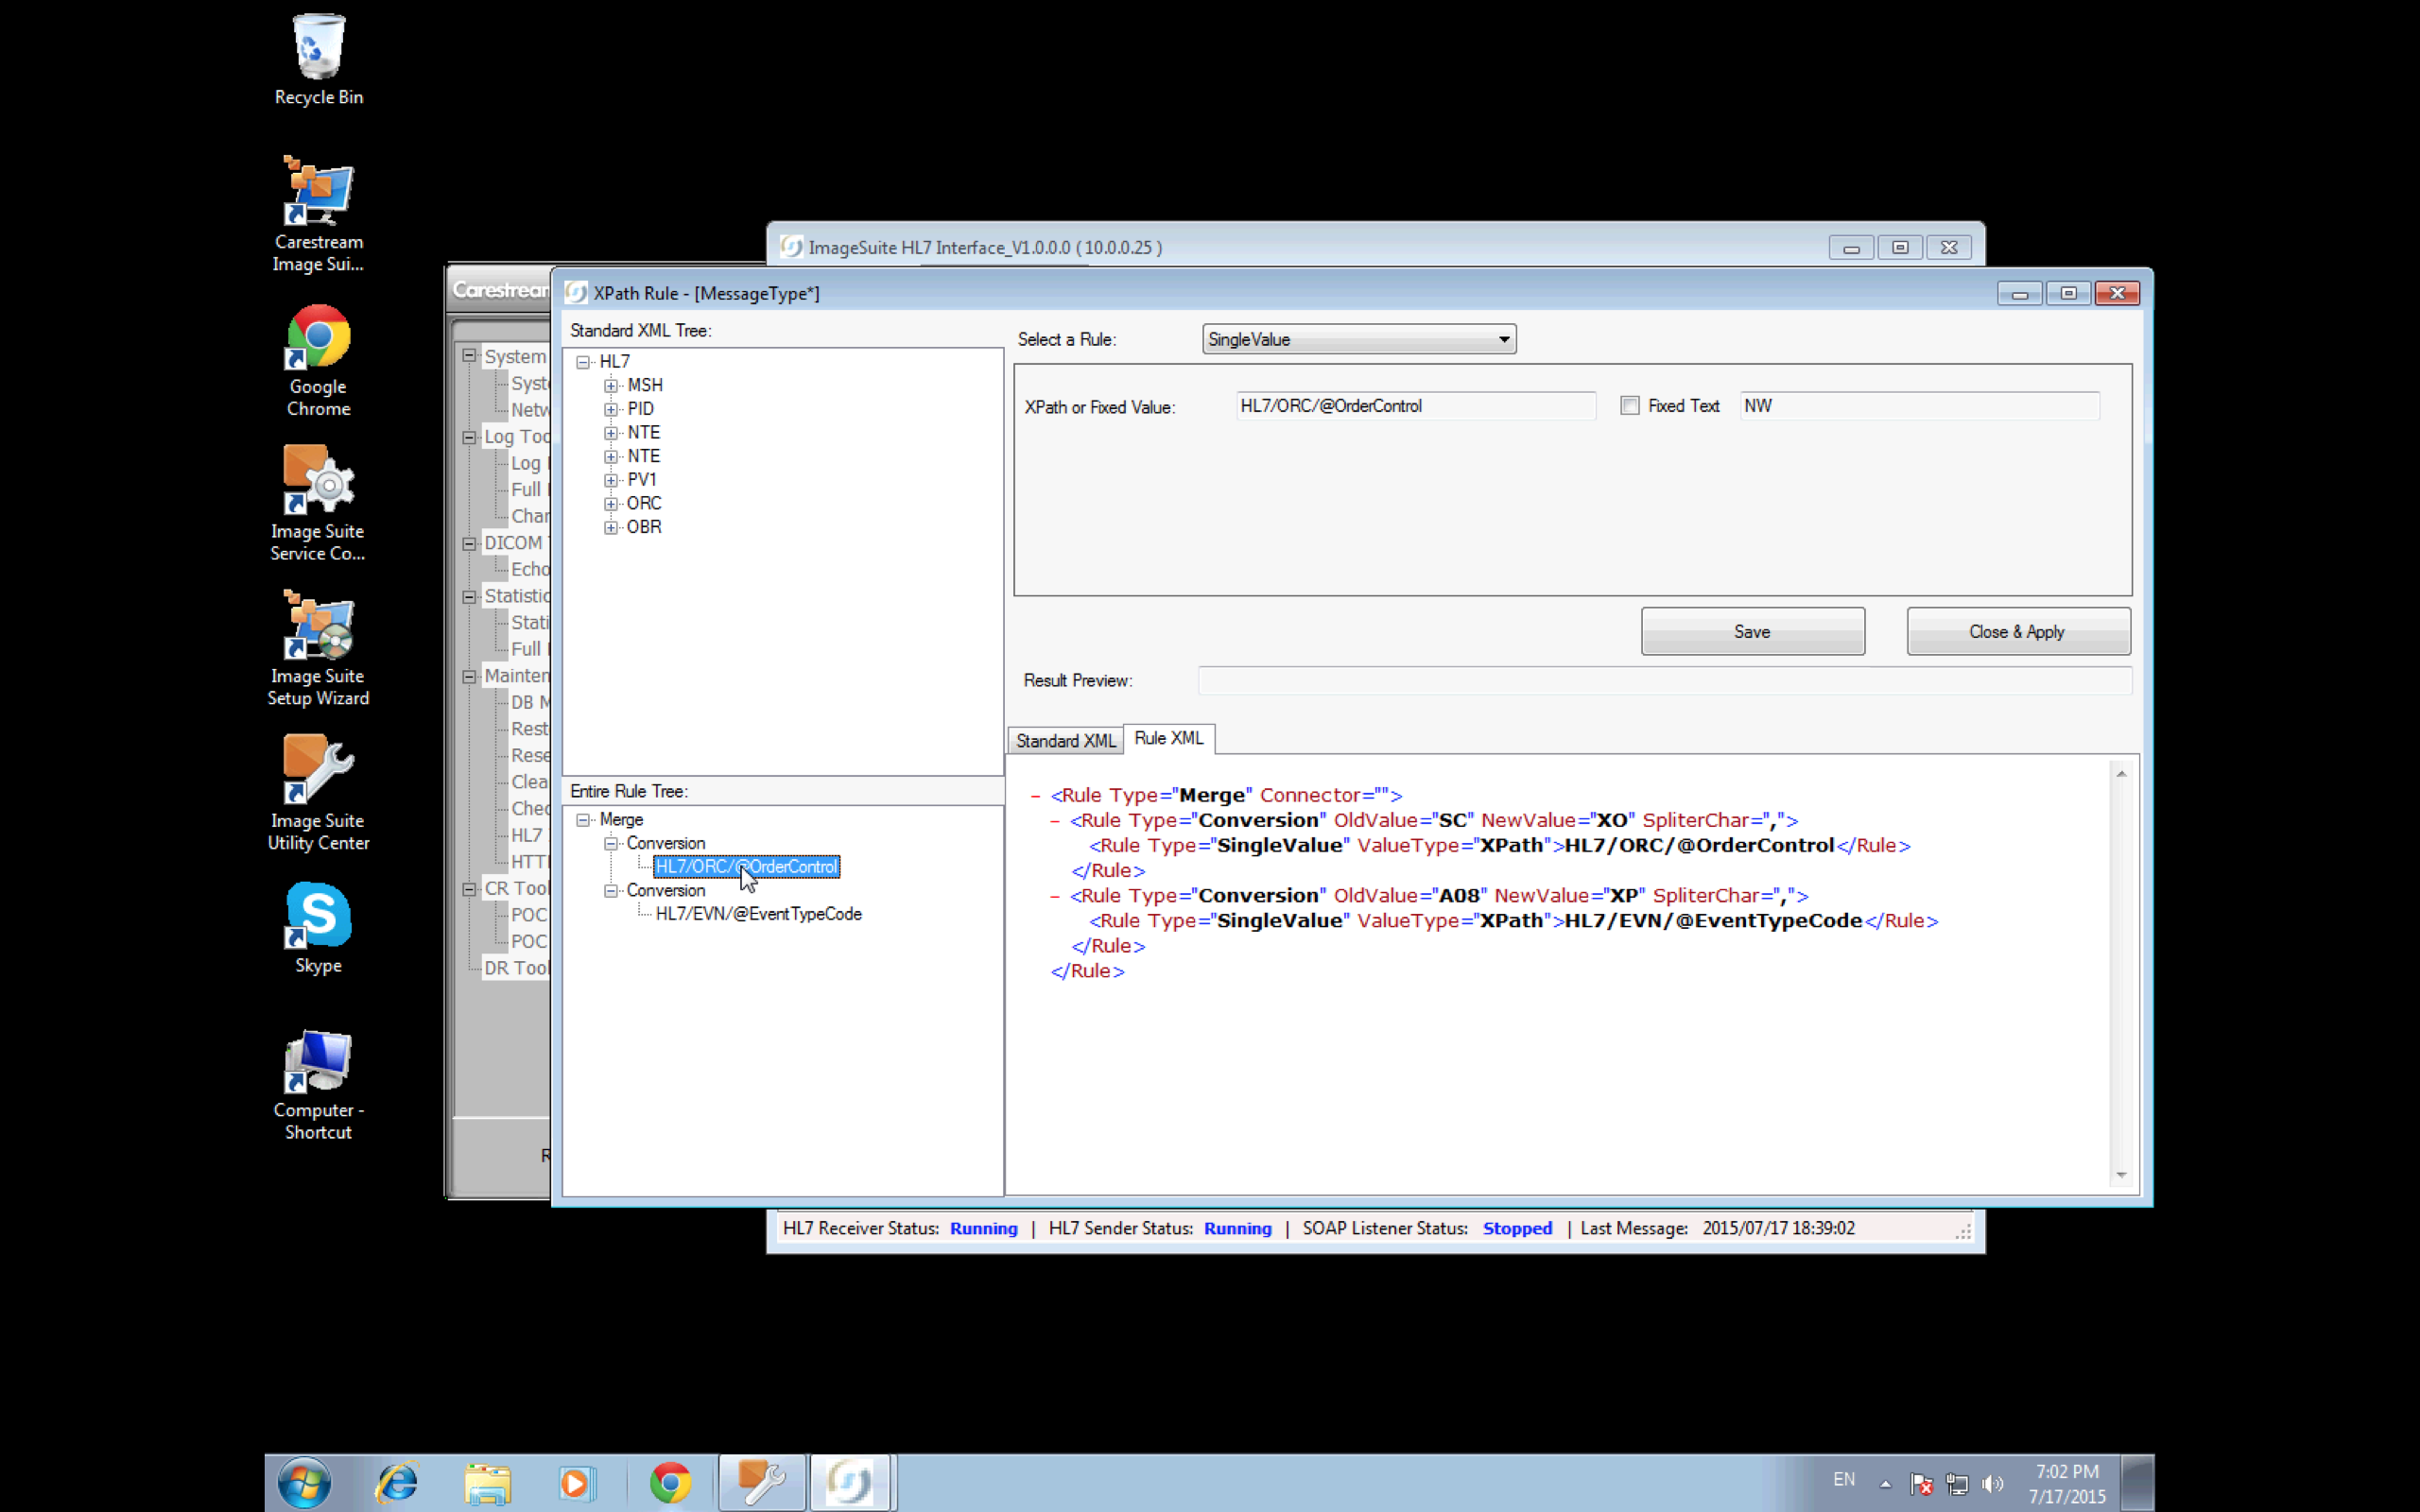 Recycle Bin
Carestream
Image Sui...
Google
Chrome
Image Suite
Service Co...
Image Suite
Setup Wizard
Image Suite
Utility Center
Skype
Computer -
Shortcut
ImageSuite HL7 Interface_V1.0.0.0 ( 10.0.0.25 )
Carestrear
System
Syst
Netw
Log Too
Log
Full
Char
DICOM
Echo
Statistic
Stati
Full
Mainten
DB M
Rest
Rese
Clea
Chec
HL7
HTTI
CR Tool
POC
POC
DR Tool
R
XPath Rule - [MessageType*]
Standard XML Tree:
HL7
MSH
PID
NTE
NTE
PV1
ORC
OBR
Entire Rule Tree:
Merge
Conversion
HL7/ORC/@OrderControl
Conversion
HL7/EVN/@EventTypeCode
Select a Rule: SingleValue
XPath or Fixed Value: HL7/ORC/@OrderControl Fixed Text NW
Save Close & Apply
Result Preview:
Standard XML Rule XML
- <Rule Type="Merge" Connector="">
- <Rule Type="Conversion" OldValue="SC" NewValue="XO" SpliterChar=",">
<Rule Type="SingleValue" ValueType="XPath">HL7/ORC/@OrderControl</Rule>
</Rule>
- <Rule Type="Conversion" OldValue="A08" NewValue="XP" SpliterChar=",">
<Rule Type="SingleValue" ValueType="XPath">HL7/EVN/@EventTypeCode</Rule>
</Rule>
</Rule>
HL7 Receiver Status: Running | HL7 Sender Status: Running | SOAP Listener Status: Stopped | Last Message: 2015/07/17 18:39:02
EN
7:02 PM
7/17/2015